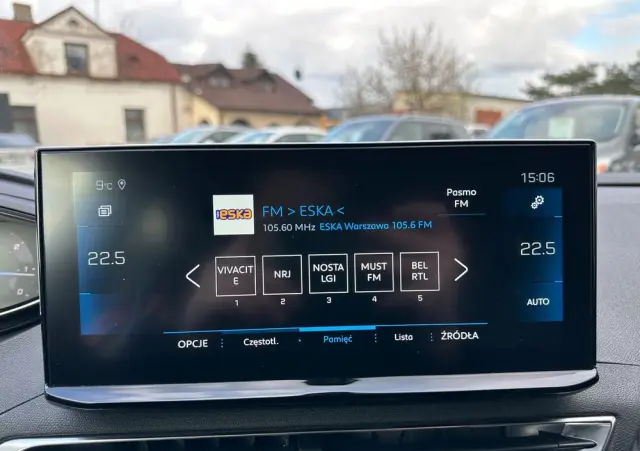 9°C
15:06
Pasmo
FM
ESKA
FM > ESKA <
105.60 MHz ESKA Warszawa 105.6 FM
22.5
22.5
VIVACIT
E
NRJ
NOSTA
LGI
MUST
FM
BEL
RTL
1 2 3 4 5
AUTO
OPCJE Częstotl. Pamięć Lista ŹRÓDŁA